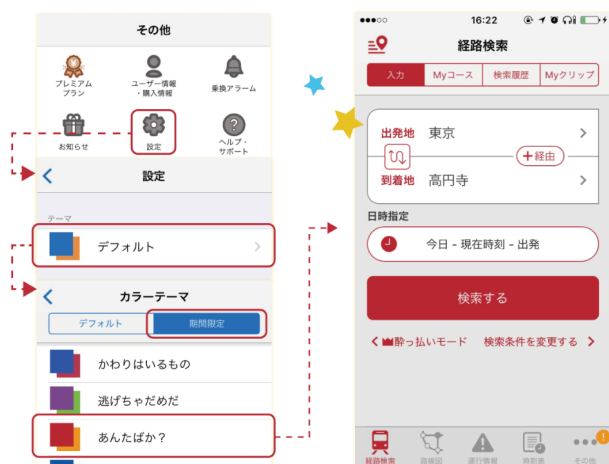 その他
プレミアム
プラン
ユーザー情報
・購入情報
乗換アラーム
お知らせ
設定
ヘルプ・
サポート
設定
テーマ
デフォルト
カラーテーマ
デフォルト
期間限定
かわりはいるもの
逃げちゃだめだ
あんたばか？
16:22
経路検索
入力
Myコース
検索履歴
Myクリップ
出発地 東京
+経由
到着地 高円寺
日時指定
今日 - 現在時刻 - 出発
検索する
酔っ払いモード
検索条件を変更する
経路検索
路線図
運行情報
時刻表
その他